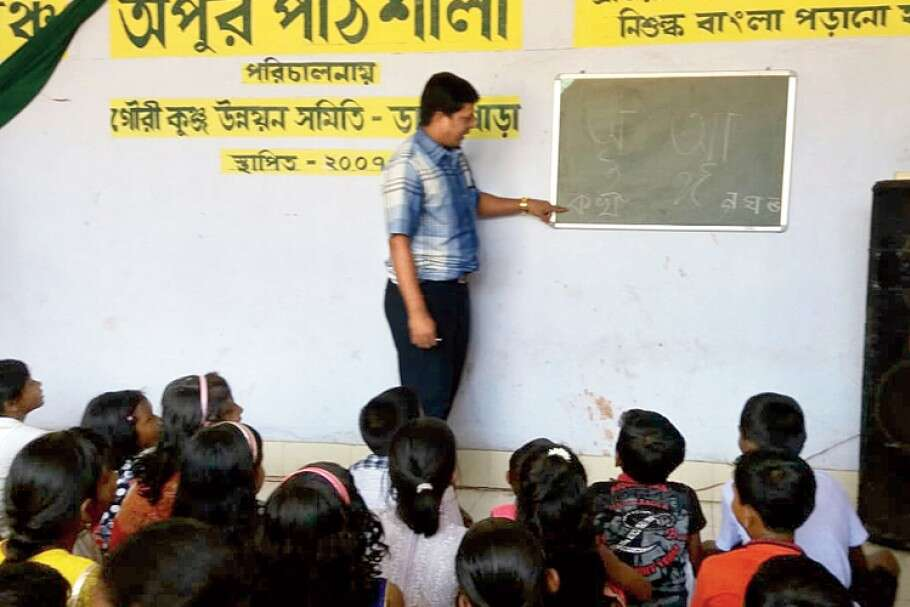 অপুর পাঠশালা
নিশুল্ক বাংলা পড়ানো
পরিচালনায়
গৌরী কুঞ্জ উন্নয়ন সমিতি -
স্থাপিত - ২০০৭
অ আ
ক খ
ঘ ঙ